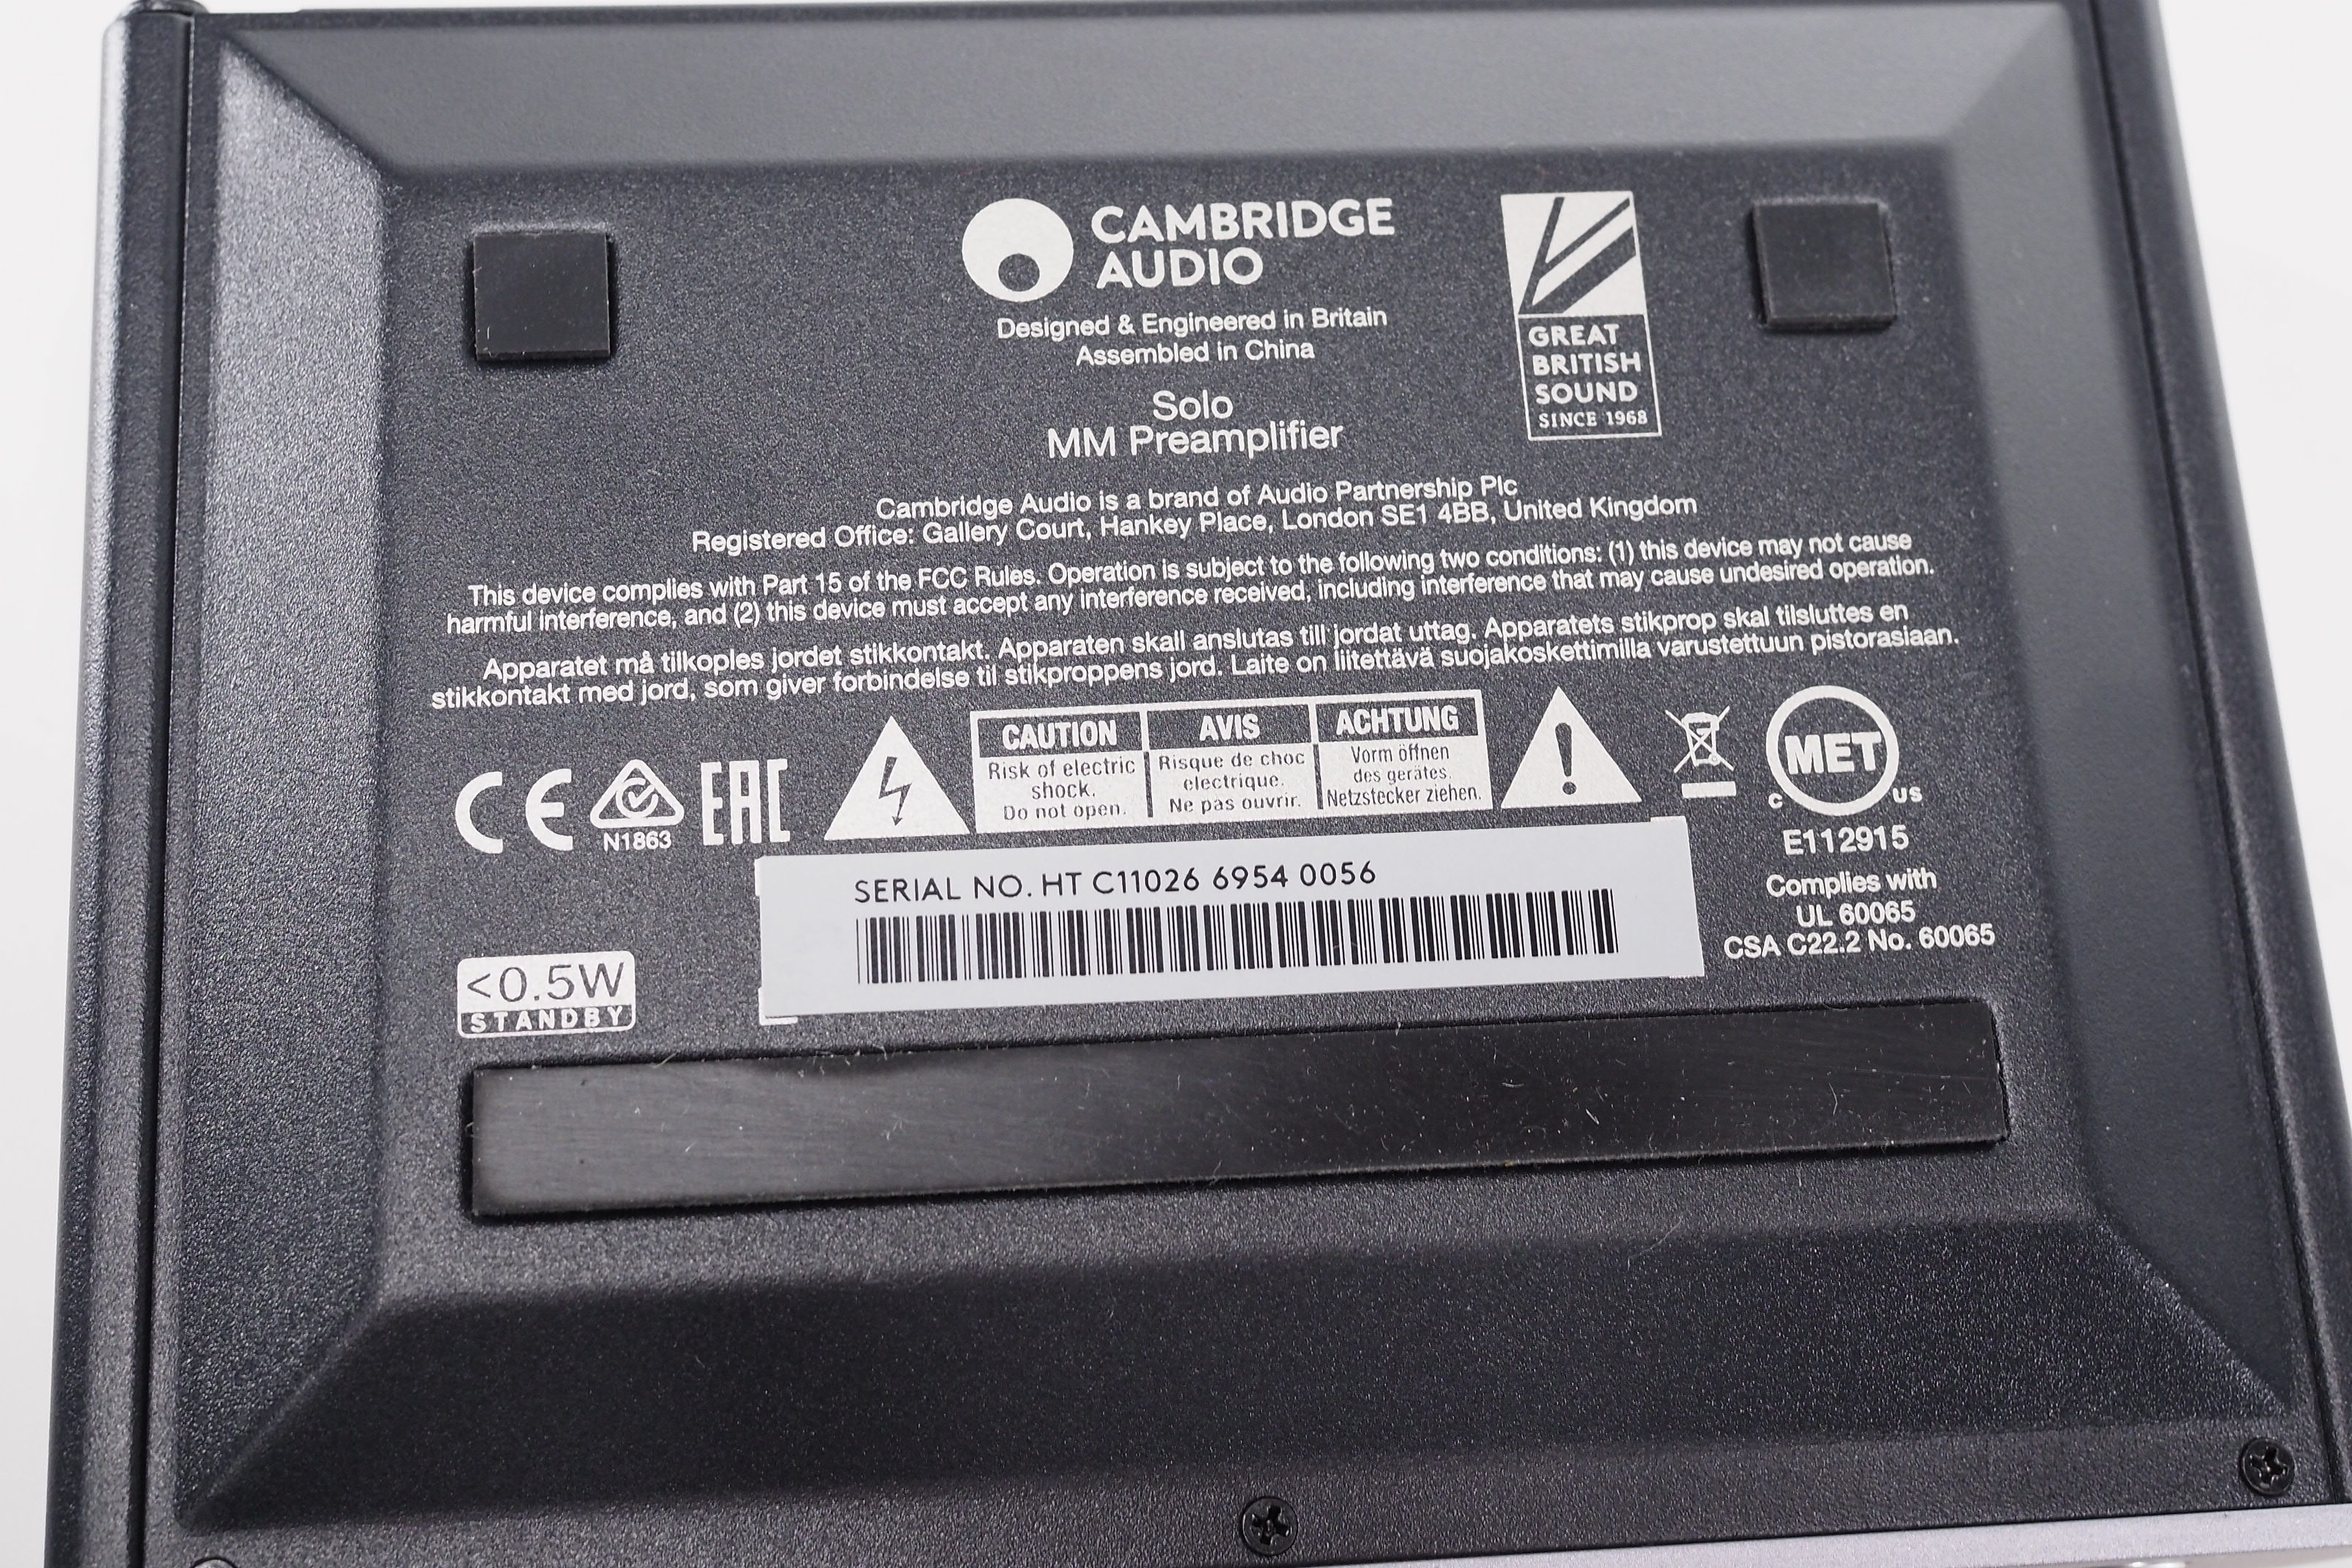 CAMBRIDGE
AUDIO
Designed & Engineered in Britain
Assembled in China
GREAT
BRITISH
SOUND
SINCE 1968
Solo
MM Preamplifier
Cambridge Audio is a brand of Audio Partnership Plc
Registered Office: Gallery Court, Hankey Place, London SE1 4BB, United Kingdom
This device complies with Part 15 of the FCC Rules. Operation is subject to the following two conditions: (1) this device may not cause
harmful interference, and (2) this device must accept any interference received, including interference that may cause undesired operation.
Apparatet må tilkoples jordet stikkontakt. Apparaten skall anslutas till jordat uttag. Apparatets stikprop skal tilsluttes en
stikkontakt med jord, som giver forbindelse til stikproppens jord. Laite on liitettävä suojakoskettimilla varustettuun pistorasiaan.
CE
N1863
EAC
CAUTION
Risk of electric
shock.
Do not open.
AVIS
Risque de choc
electrique.
Ne pas ouvrir.
ACHTUNG
Vorm öffnen
des gerätes.
Netzstecker ziehen.
!
MET
C US
E112915
Complies with
UL 60065
CSA C22.2 No. 60065
SERIAL NO. HT C11026 6954 0056
<0.5W
STANDBY